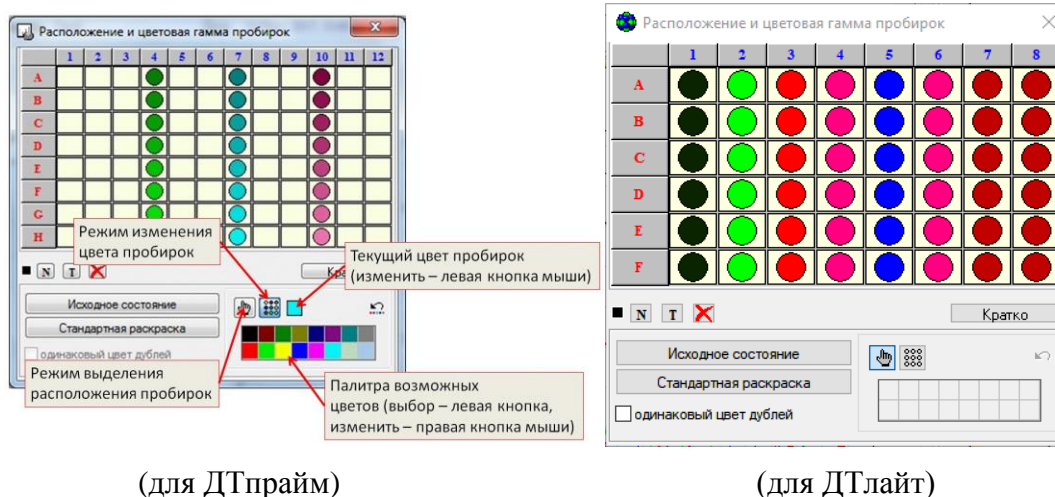 Расположение и цветовая гамма пробирок
1 2 3 4 5 6 7 8 9 10 11 12
A
B
C
D
E
F
G
H
Режим изменения
цвета пробирок
Текущий цвет пробирок
(изменить – левая кнопка мыши)
N T
Исходное состояние
Стандартная раскраска
одинаковый цвет дублей
Режим выделения
расположения пробирок
Палитра возможных
цветов (выбор – левая кнопка,
изменить – правая кнопка мыши)
(для ДТпрайм)
Расположение и цветовая гамма пробирок
1 2 3 4 5 6 7 8
A
B
C
D
E
F
N T
Кратко
Исходное состояние
Стандартная раскраска
одинаковый цвет дублей
(для ДТлайт)